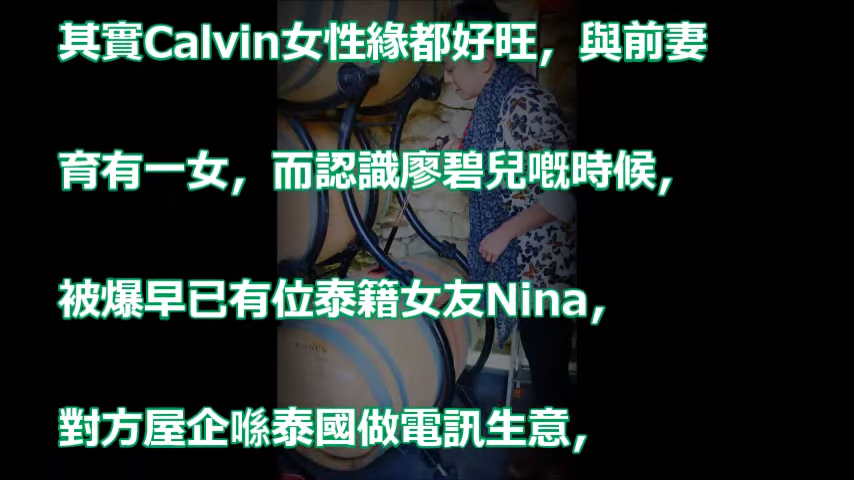 其實Calvin女性緣都好旺，與前妻
育有一女，而認識廖碧兒嘅時候，
被爆早已有位泰籍女友Nina，
對方屋企喺泰國做電訊生意，